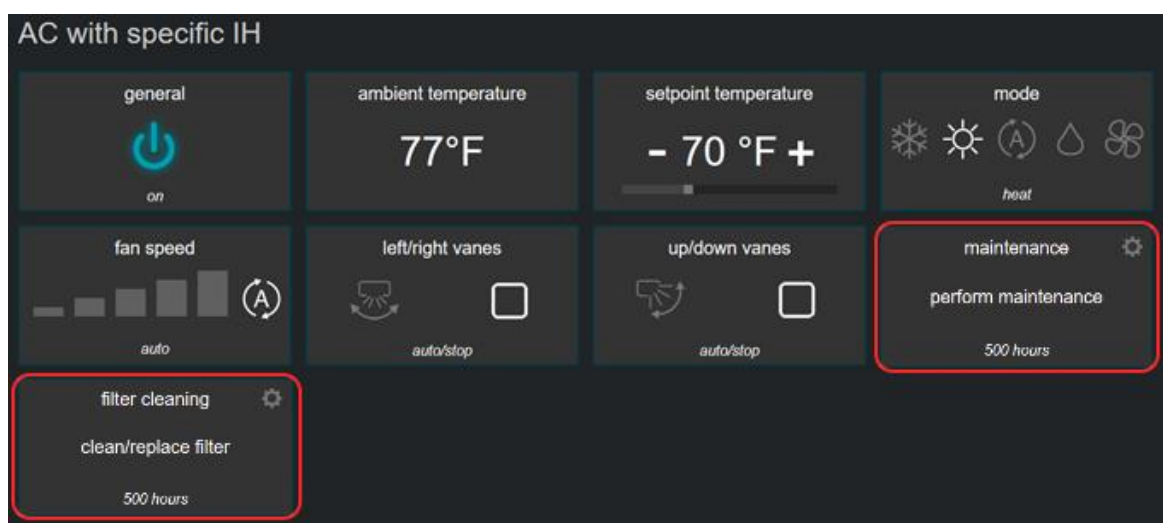 AC with specific IH
general
on
ambient temperature
77°F
setpoint temperature
- 70 °F +
mode
A
heat
fan speed
A
auto
left/right vanes
auto/stop
up/down vanes
auto/stop
maintenance
perform maintenance
500 hours
filter cleaning
clean/replace filter
500 hours